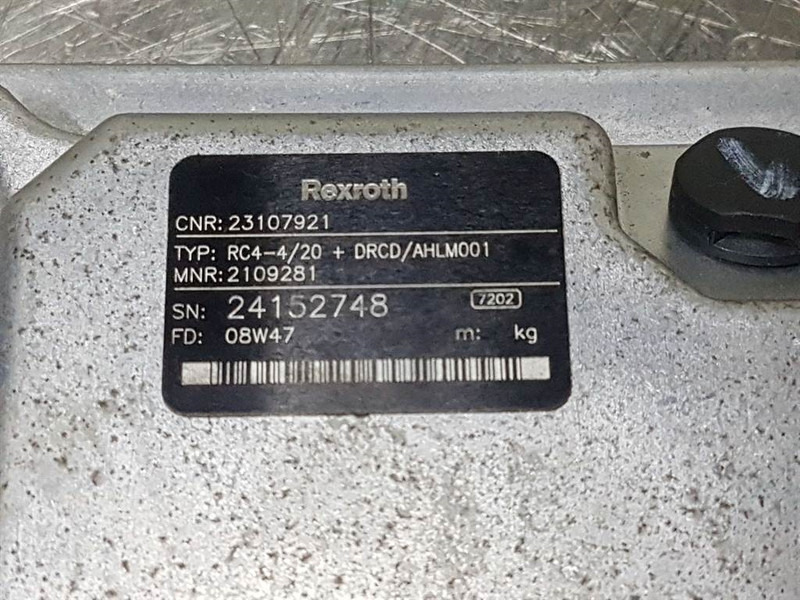 Rexroth
CNR: 23107921
TYP: RC4-4/20 + DRCD/AHLM001
MNR: 2109281
SN: 24152748 7202
FD: 08W47 m: kg